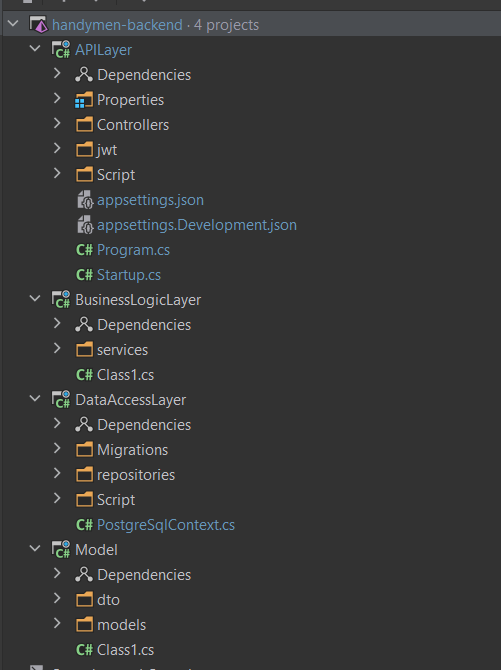 handymen-backend · 4 projects
APILayer
Dependencies
Properties
Controllers
jwt
Script
appsettings.json
appsettings.Development.json
C# Program.cs
C# Startup.cs
BusinessLogicLayer
Dependencies
services
C# Class1.cs
DataAccessLayer
Dependencies
Migrations
repositories
Script
C# PostgreSqlContext.cs
Model
Dependencies
dto
models
C# Class1.cs